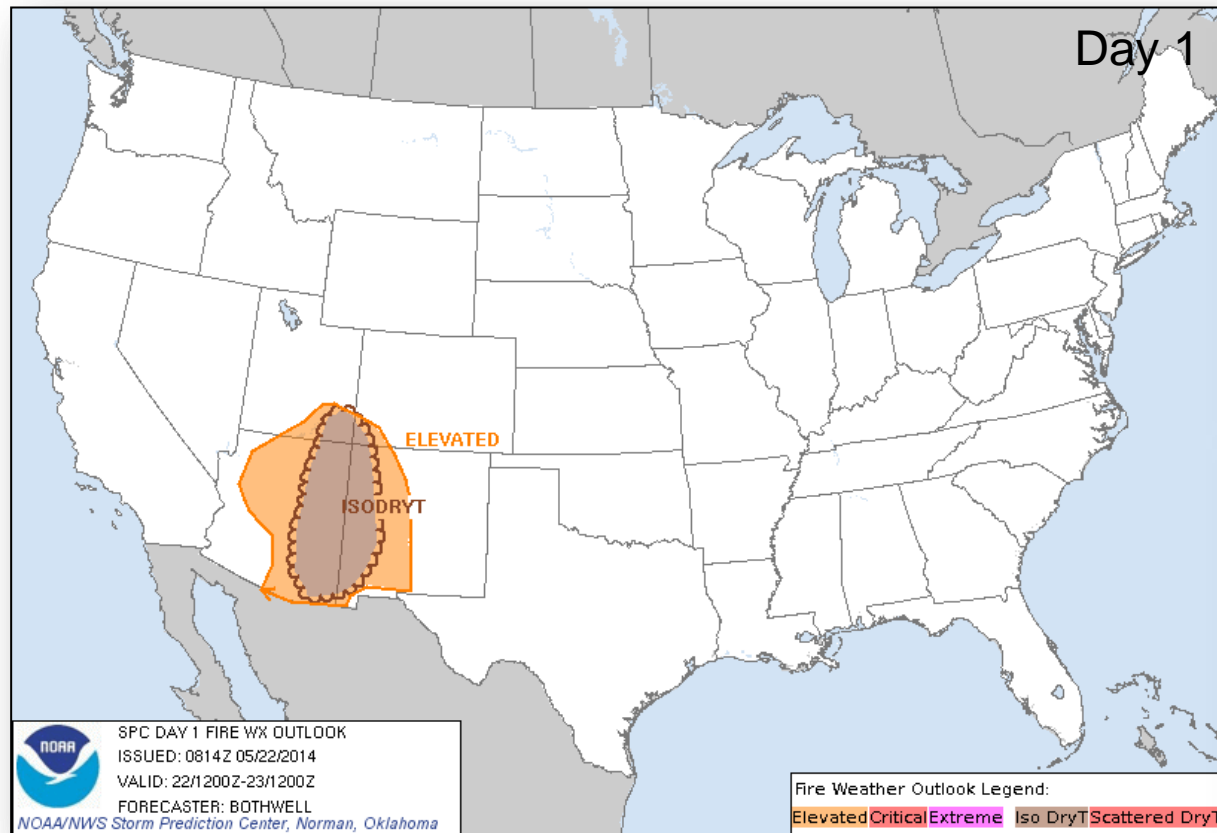 Day 1
ELEVATED
ISODRYT
NOAA
SPC DAY 1 FIRE WX OUTLOOK
ISSUED: 0814Z 05/22/2014
VALID: 22/1200Z-23/1200Z
FORECASTER: BOTHWELL
NOAA/NWS Storm Prediction Center, Norman, Oklahoma
Fire Weather Outlook Legend:
Elevated Critical Extreme Iso DryT Scattered DryT